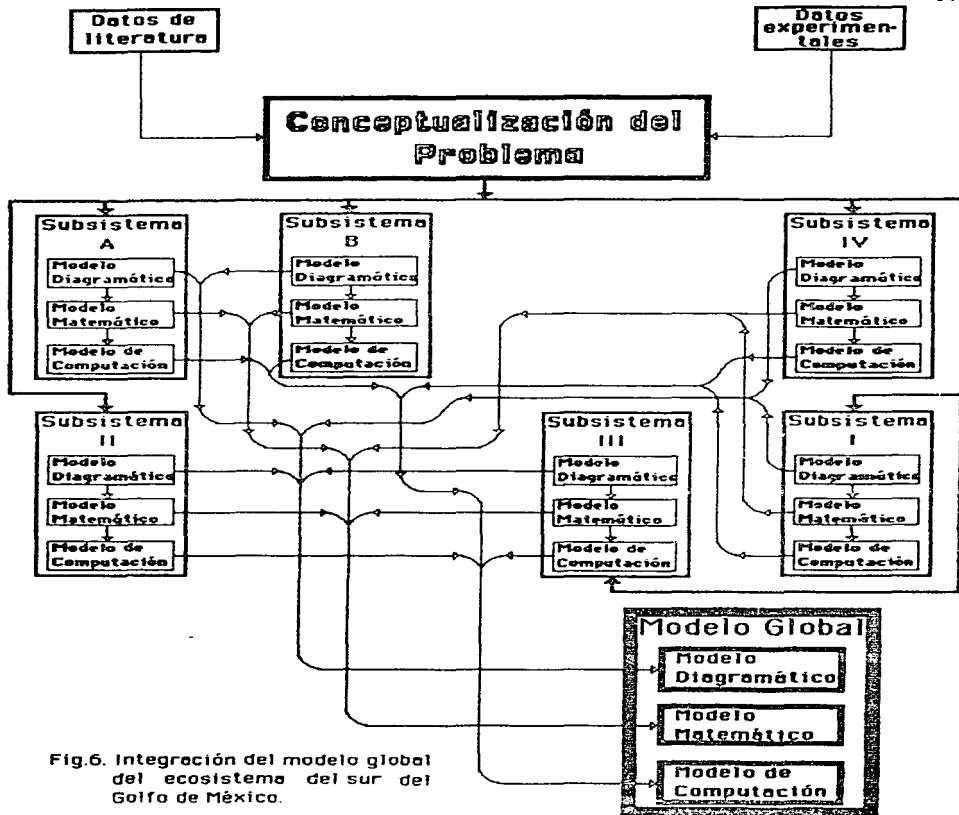 Datos de
literatura
Datos
experimen-
tales
Conceptualización del
Problema
Subsistema
A
Modelo
Diagramático
Modelo
Matemático
Modelo de
Computación
Subsistema
B
Modelo
Diagramático
Modelo
Matemático
Modelo de
Computación
Subsistema
IV
Modelo
Diagramático
Modelo
Matemático
Modelo de
Computación
Subsistema
II
Modelo
Diagramático
Modelo
Matemático
Modelo de
Computación
Subsistema
III
Modelo
Diagramático
Modelo
Matemático
Modelo de
Computación
Subsistema
I
Modelo
Diagramático
Modelo
Matemático
Modelo de
Computación
Modelo Global
Modelo
Diagramático
Modelo
Matemático
Modelo de
Computación
Fig.6. Integración del modelo global
del ecosistema del sur del
Golfo de México.